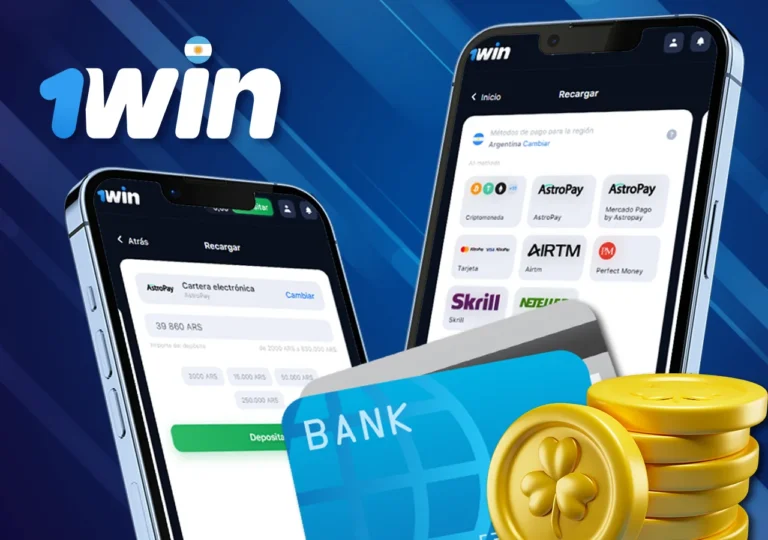 1win
1win
Inicio
Recargar
Métodos de pago para la región
Argentina Cambiar
Criptomoneda
AstroPay
AstroPay
AstroPay
Mercado Pago
by Astropay
Tarjeta
AIRTM
Airtm
PM
Perfect Money
Skrill
Skrill
1win
Atrás
Recargar
AstroPay
Cartera electrónica
AstroPay
Cambiar
39 860 ARS
Importe de depósito
3000 ARS
15.000 ARS
50.000 ARS
250.000 ARS
BANK